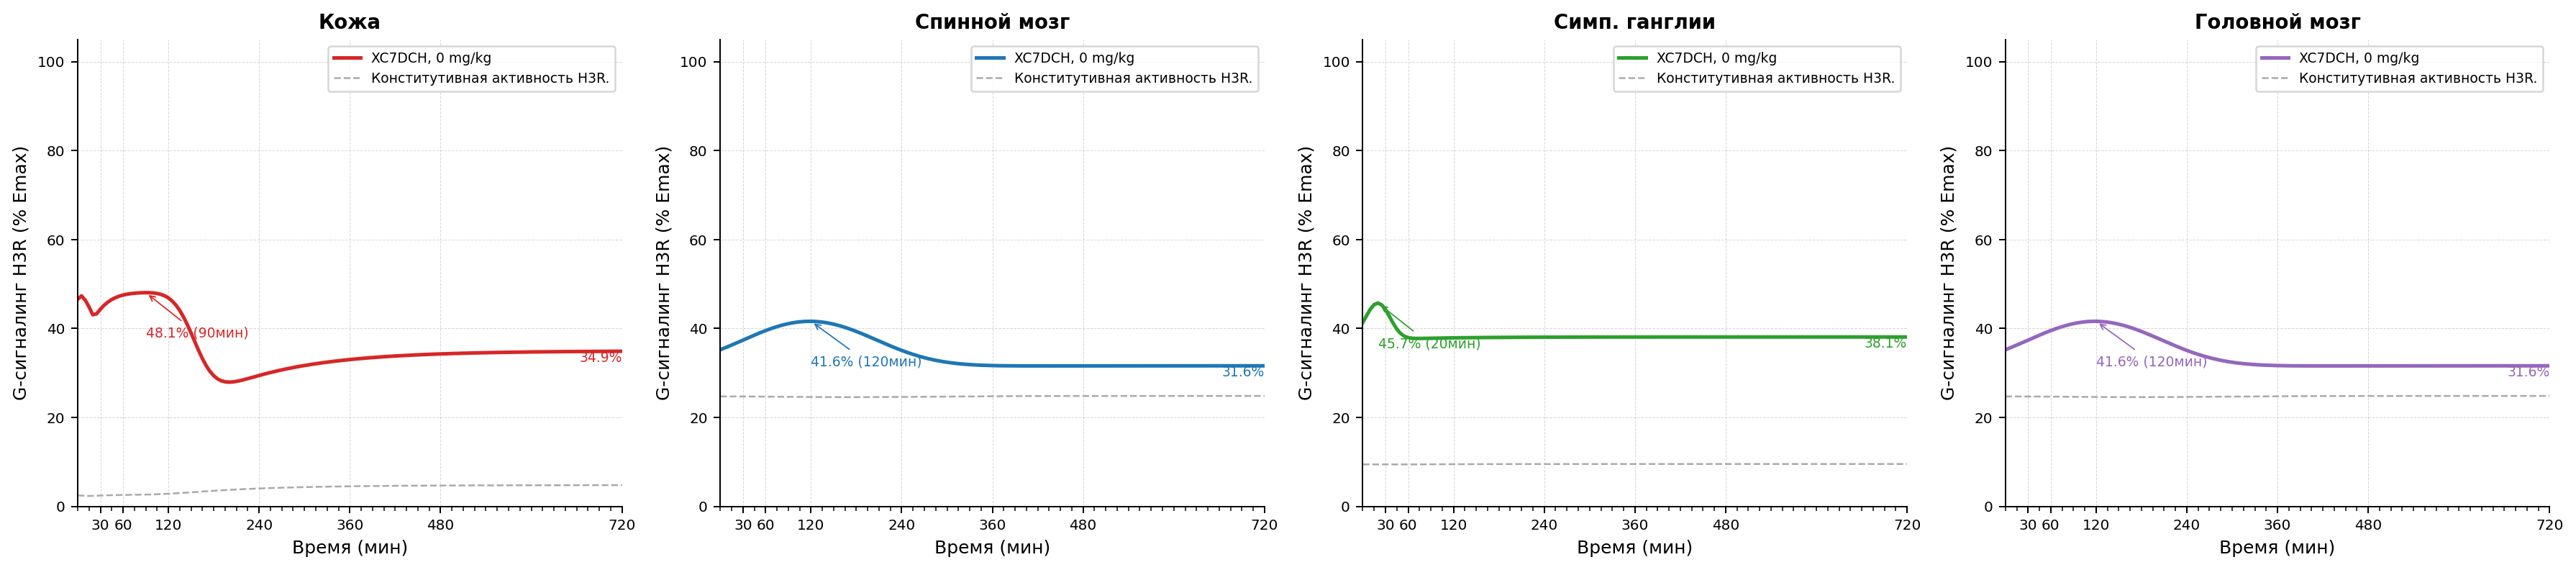 Кожа
G-сигналинг H3R (% Emax)
100
80
60
40
20
0
XC7DCH, 0 mg/kg
Конститутивная активность H3R.
48.1% (90мин)
34.9%
30 60 120 240 360 480 720
Время (мин)
Спинной мозг
G-сигналинг H3R (% Emax)
100
80
60
40
20
0
XC7DCH, 0 mg/kg
Конститутивная активность H3R.
41.6% (120мин)
31.6%
30 60 120 240 360 480 720
Время (мин)
Симп. ганглии
G-сигналинг H3R (% Emax)
100
80
60
40
20
0
XC7DCH, 0 mg/kg
Конститутивная активность H3R.
45.7% (20мин)
38.1%
30 60 120 240 360 480 720
Время (мин)
Головной мозг
G-сигналинг H3R (% Emax)
100
80
60
40
20
0
XC7DCH, 0 mg/kg
Конститутивная активность H3R.
41.6% (120мин)
31.6%
30 60 120 240 360 480 720
Время (мин)